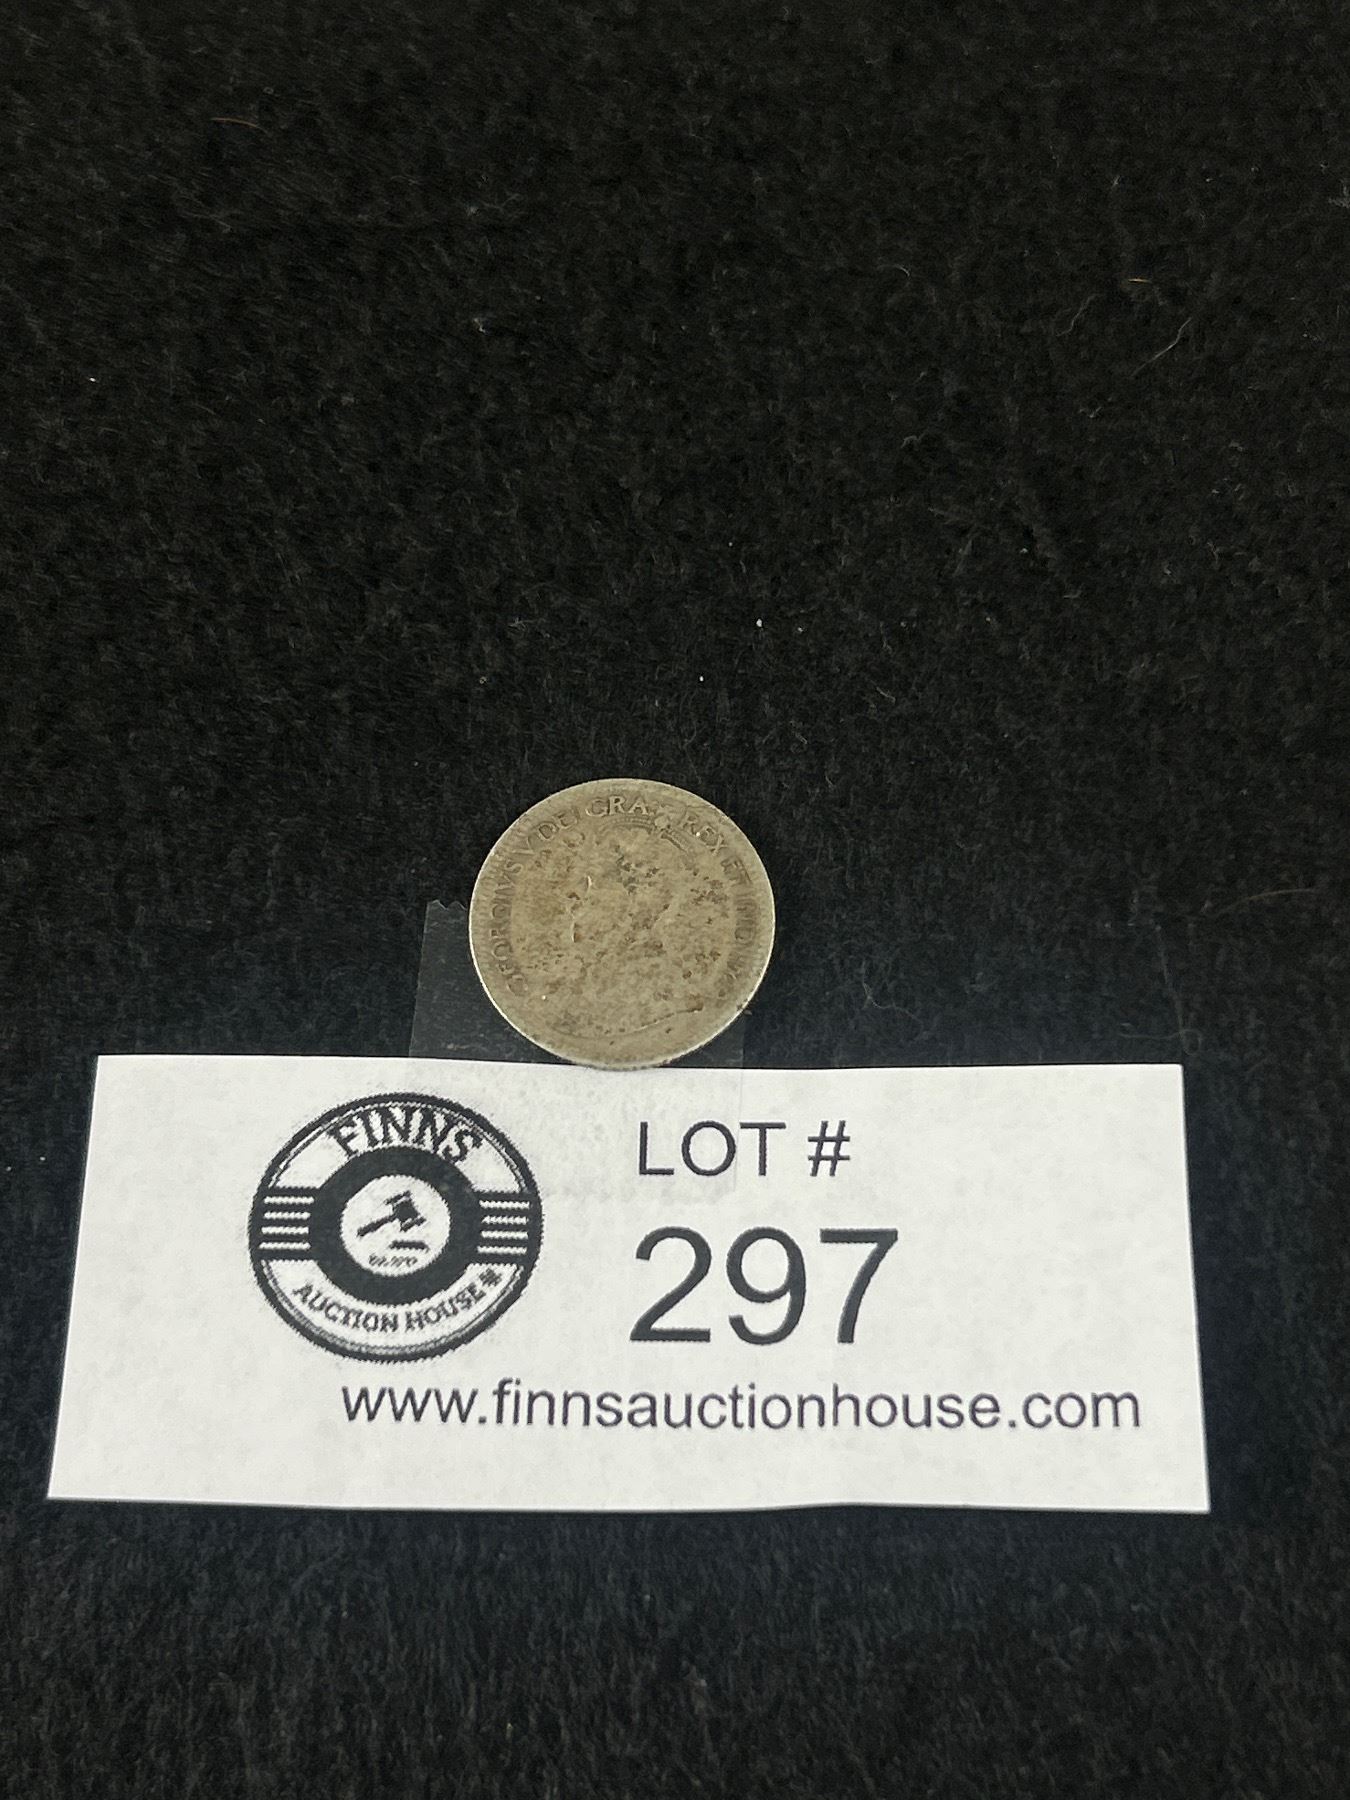 GEORGIVS V DEI GRA: REX ET IND:
FINNS
AUCTION HOUSE
LOT #
297
www.finnsauctionhouse.com